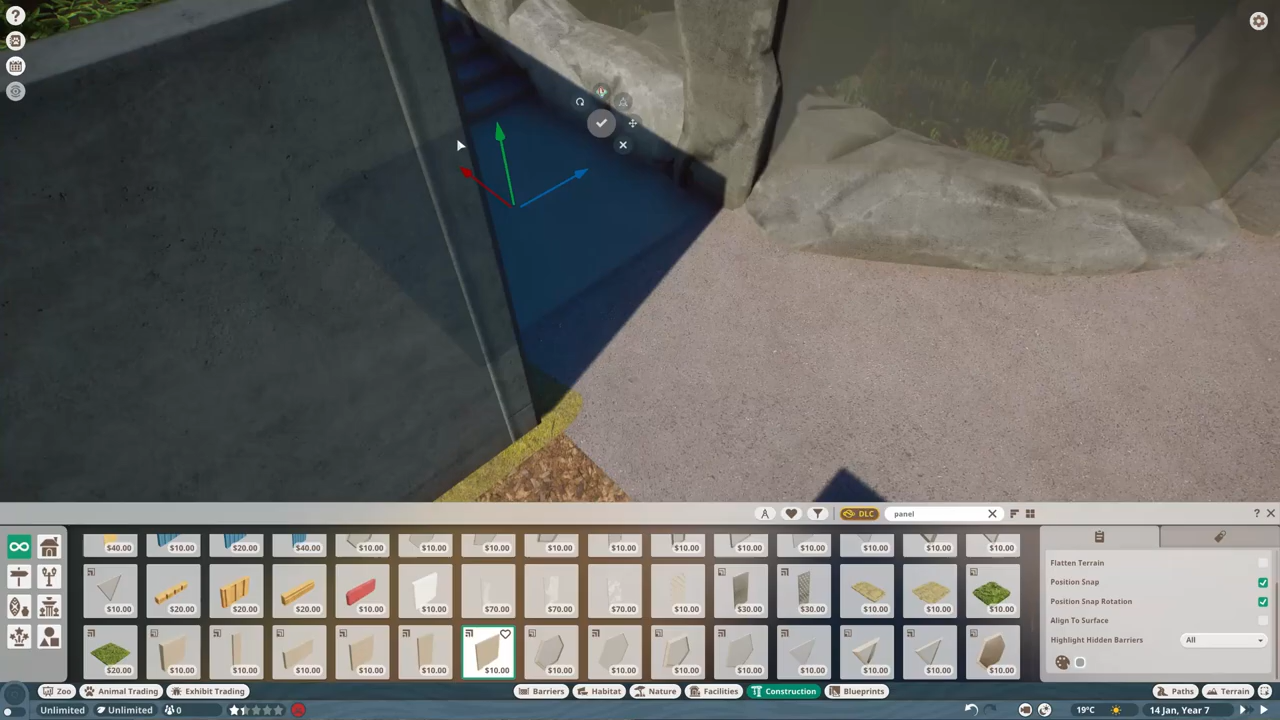 ?
DLC
panel
?
$40.00 $10.00 $20.00 $40.00 $10.00 $10.00 $10.00 $10.00 $10.00 $10.00 $10.00 $10.00 $10.00 $10.00 $10.00
$10.00 $20.00 $20.00 $20.00 $10.00 $10.00 $70.00 $70.00 $70.00 $10.00 $30.00 $30.00 $10.00 $10.00 $10.00
$20.00 $10.00 $10.00 $10.00 $10.00 $10.00 $10.00 $10.00 $10.00 $10.00 $10.00 $10.00 $10.00 $10.00 $10.00
Flatten Terrain
Position Snap
Position Snap Rotation
Align To Surface
Highlight Hidden Barriers All
Zoo Animal Trading Exhibit Trading Barriers Habitat Nature Facilities Construction Blueprints Paths Terrain
Unlimited Unlimited 0 19°C 14 Jan, Year 7